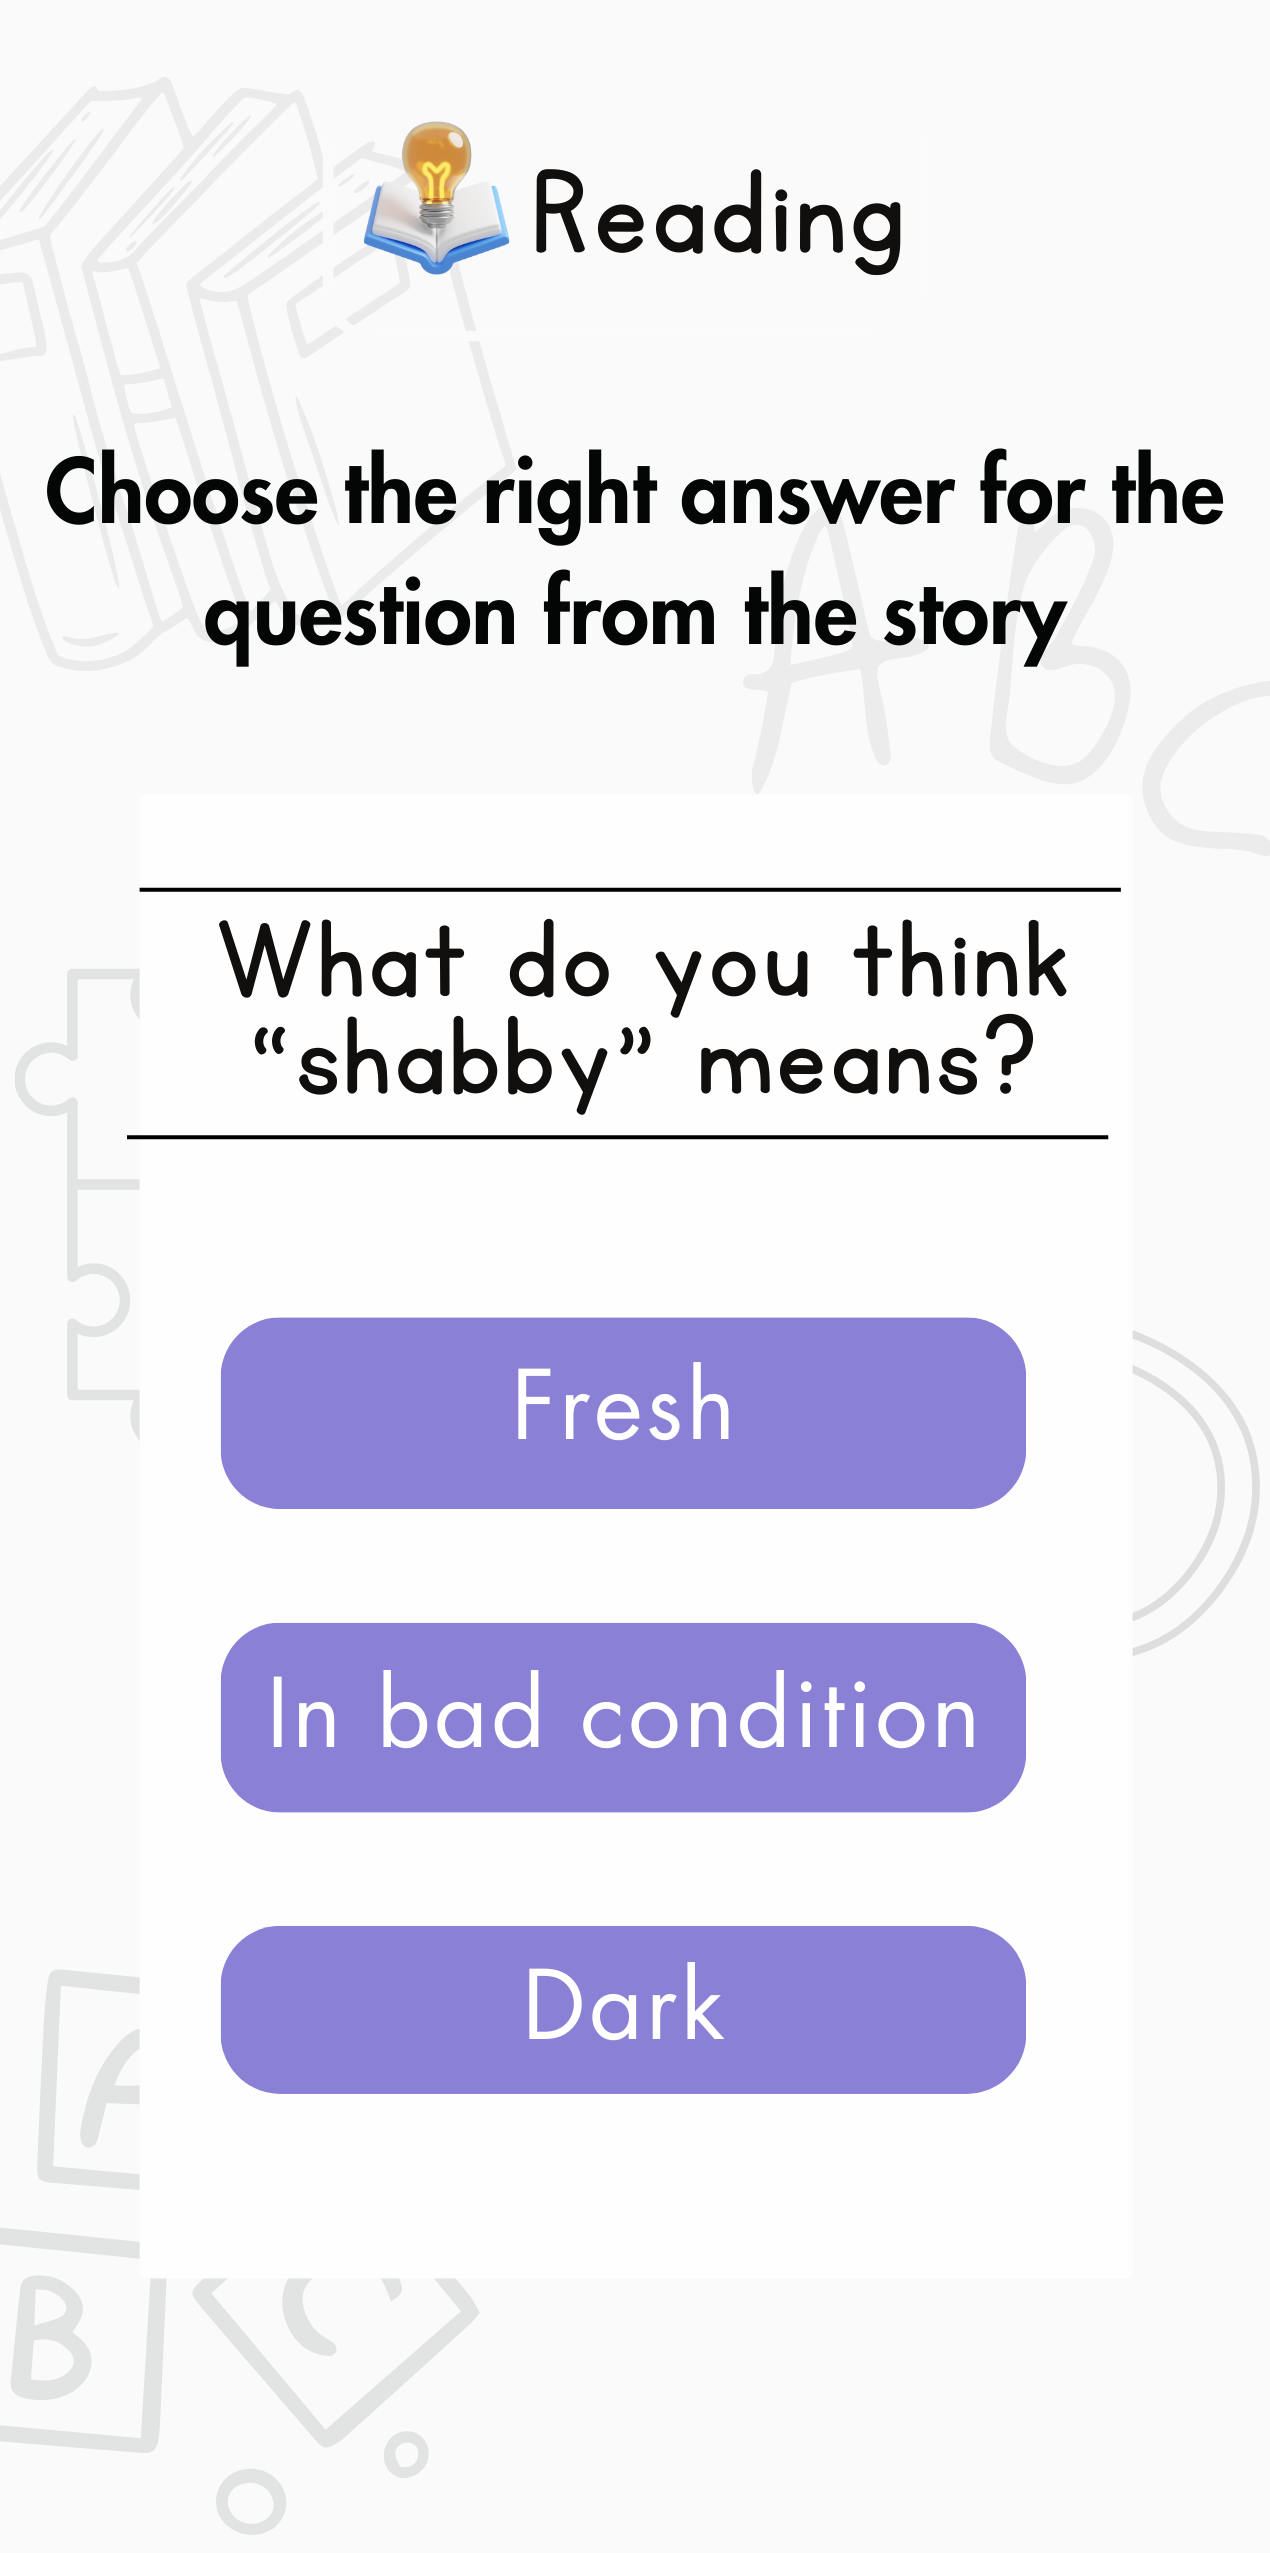 Reading
Choose the right answer for the
question from the story
What do you think
“shabby” means?
Fresh
In bad condition
Dark
A B
A
B
C